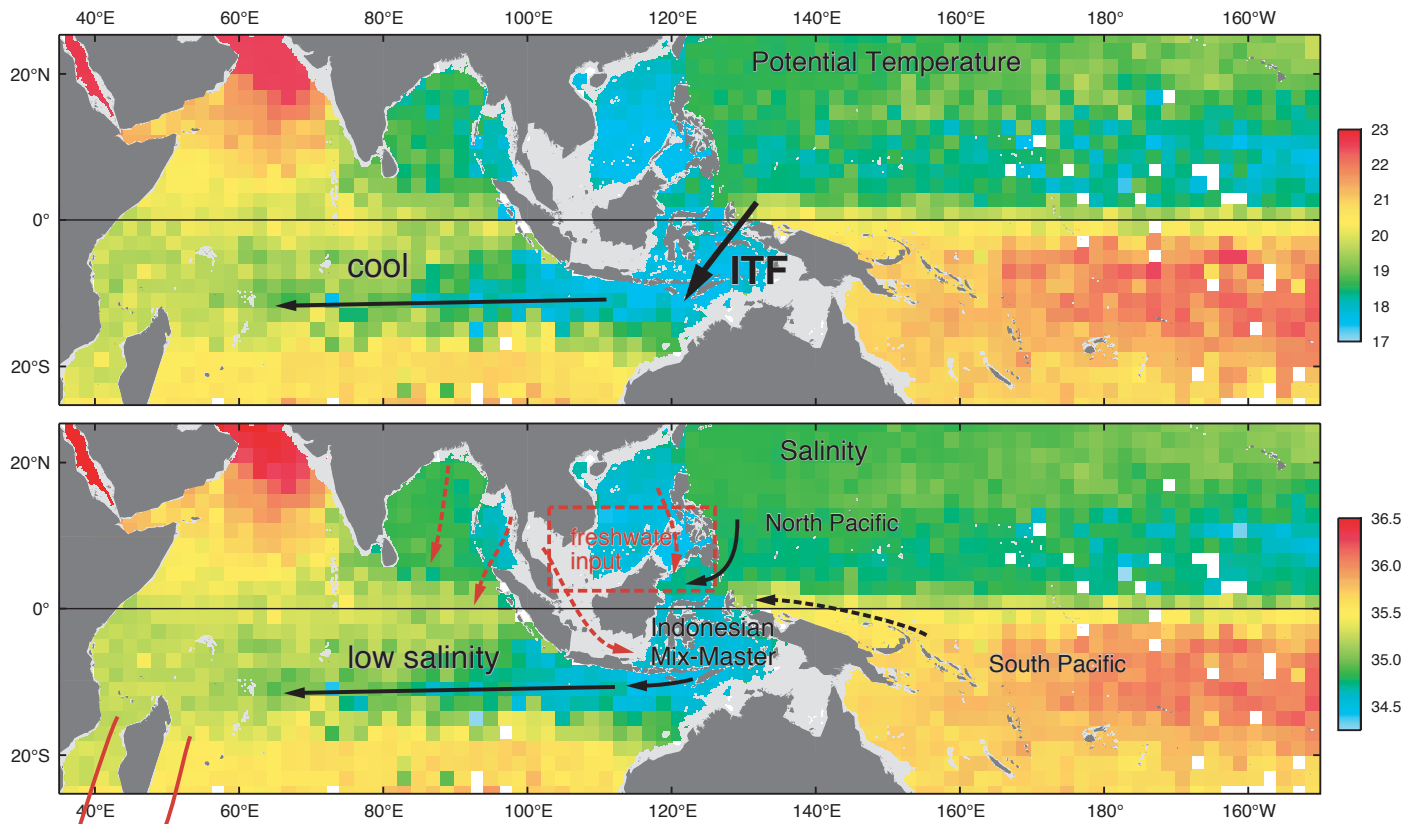 40°E 60°E 80°E 100°E 120°E 140°E 160°E 180° 160°W
Potential Temperature
20°N
0°
20°S
cool
ITF
23
22
21
20
19
18
17
Salinity
20°N
0°
20°S
North Pacific
freshwater
input
Indonesian
Mix-Master
low salinity
South Pacific
36.5
36.0
35.5
35.0
34.5
40°E 60°E 80°E 100°E 120°E 140°E 160°E 180° 160°W